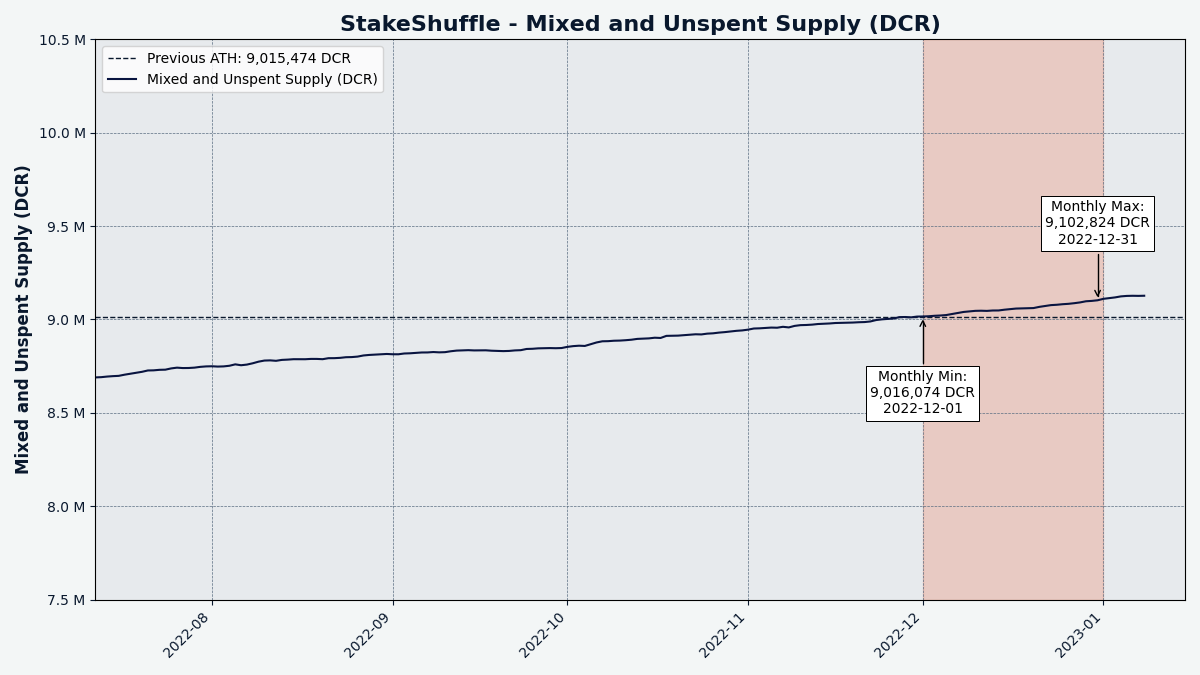 StakeShuffle - Mixed and Unspent Supply (DCR)
Previous ATH: 9,015,474 DCR
Mixed and Unspent Supply (DCR)
Mixed and Unspent Supply (DCR)
10.5 M
10.0 M
9.5 M
9.0 M
8.5 M
8.0 M
7.5 M
Monthly Max:
9,102,824 DCR
2022-12-31
Monthly Min:
9,016,074 DCR
2022-12-01
2022-08
2022-09
2022-10
2022-11
2022-12
2023-01